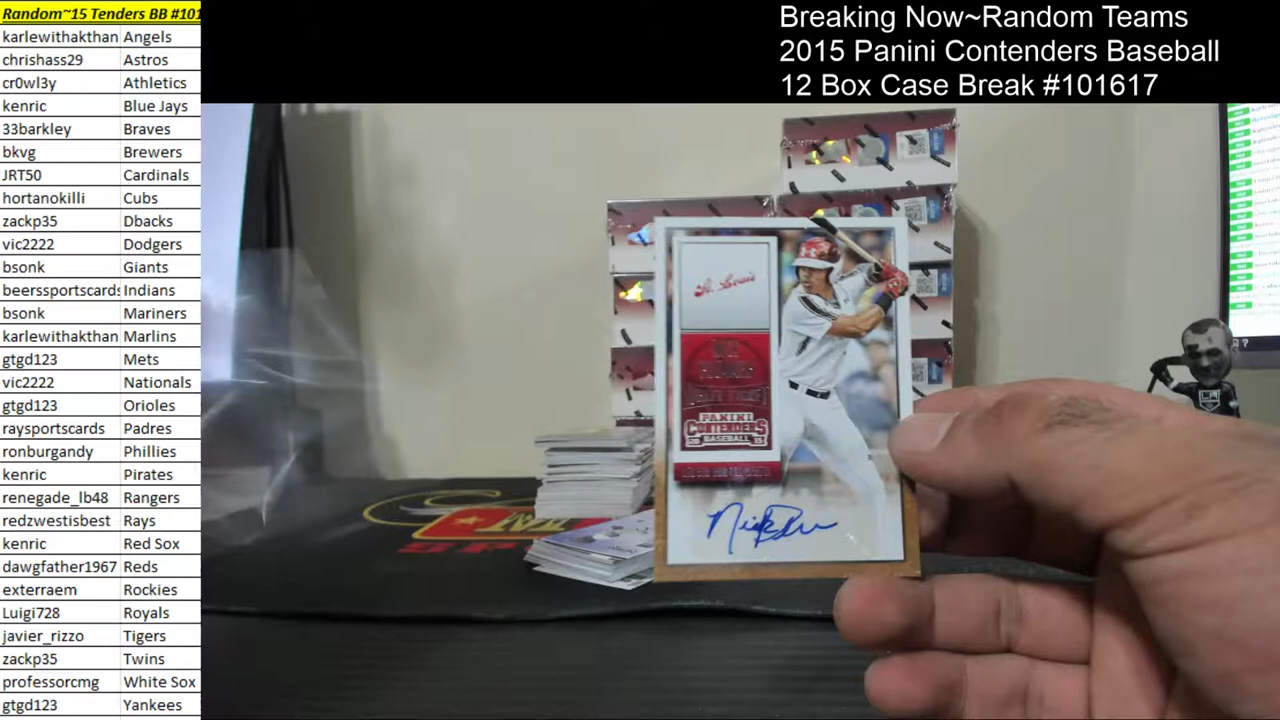 Random~15 Tenders BB #101
karlewithakthan Angels
chrishass29 Astros
cr0wl3y Athletics
kenric Blue Jays
33barkley Braves
bkvg Brewers
JRT50 Cardinals
hortanokilli Cubs
zackp35 Dbacks
vic2222 Dodgers
bsonk Giants
beerssportscards Indians
bsonk Mariners
karlewithakthan Marlins
gtgd123 Mets
vic2222 Nationals
gtgd123 Orioles
raysportscards Padres
ronburgandy Phillies
kenric Pirates
renegade_lb48 Rangers
redzwestisbest Rays
kenric Red Sox
dawgfather1967 Reds
exterraem Rockies
Luigi728 Royals
javier_rizzo Tigers
zackp35 Twins
professorcmg White Sox
gtgd123 Yankees
Breaking Now~Random Teams
2015 Panini Contenders Baseball
12 Box Case Break #101617
St. Louis
PANINI
CONTENDERS
20 BASEBALL 15